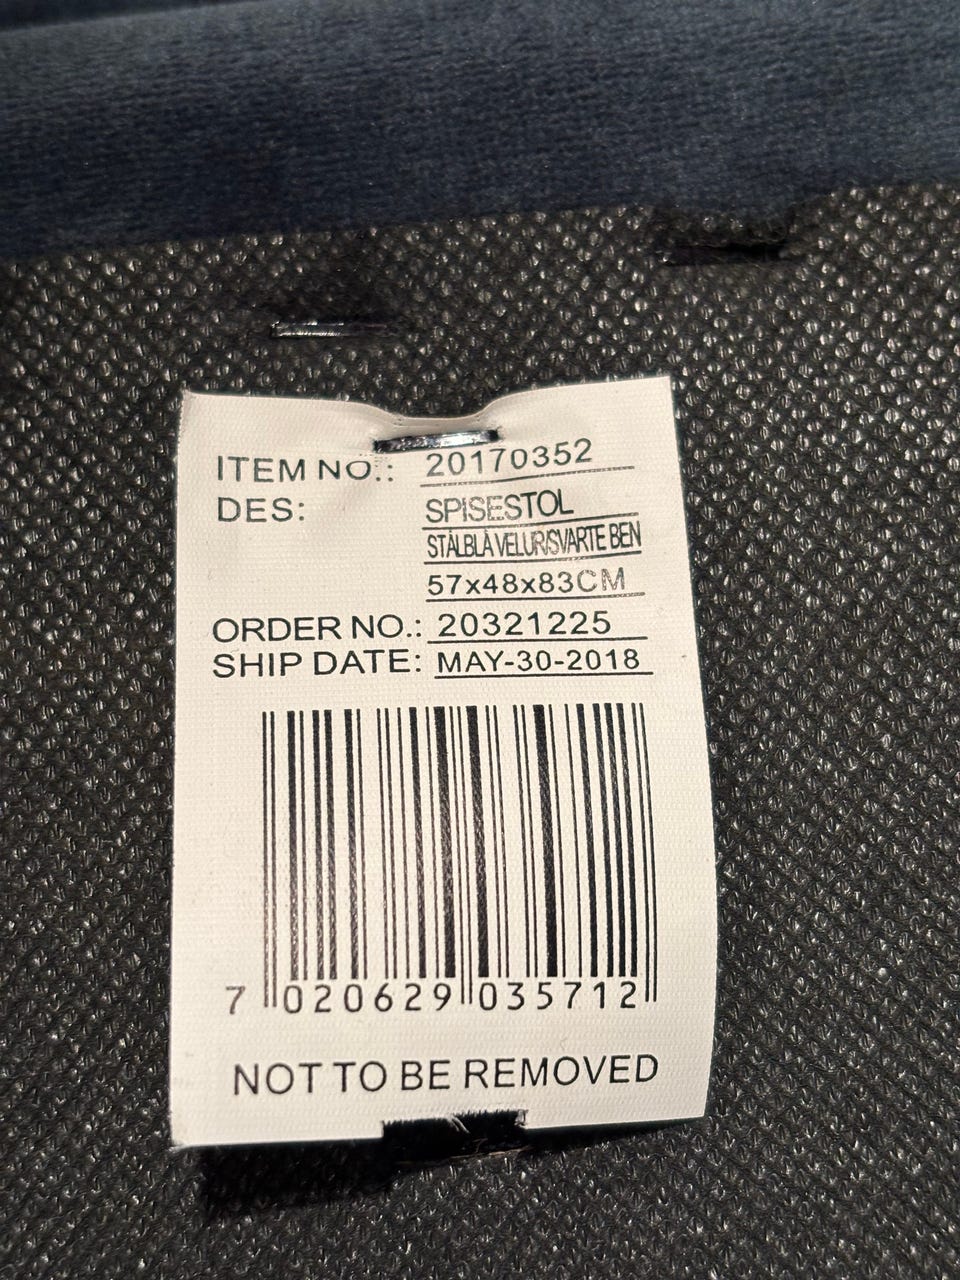 ITEM NO.: 20170352
DES: SPISESTOL
STÅLBLÅ VELUR/SVARTE BEN
57x48x83CM
ORDER NO.: 20321225
SHIP DATE: MAY-30-2018
7 020629 035712
NOT TO BE REMOVED